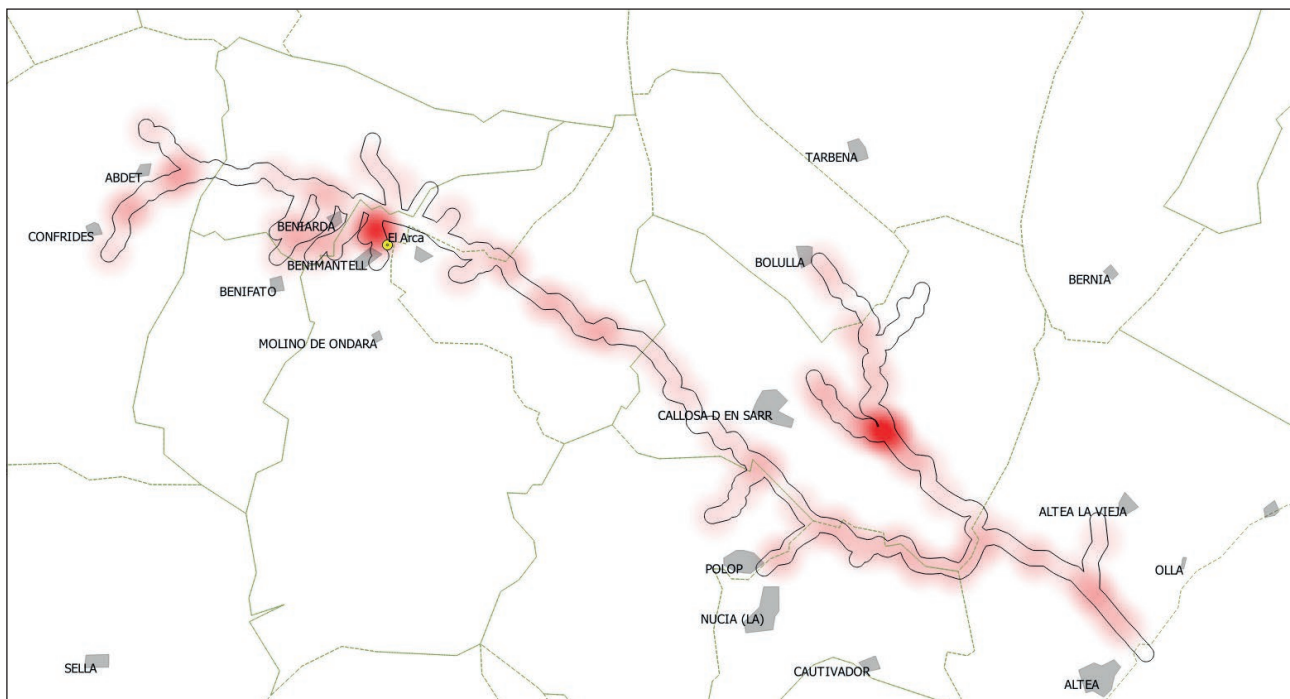 TARBENA
ABDET
BENIARDA
CONFRIDES
El Arca
BENIMANTELL
BOLULLA
BERNIA
BENIFATO
MOLINO DE ONDARA
CALLOSA D EN SARR
ALTEA LA VIEJA
POLOP
OLLA
NUCIA (LA)
SELLA
CAUTIVADOR
ALTEA